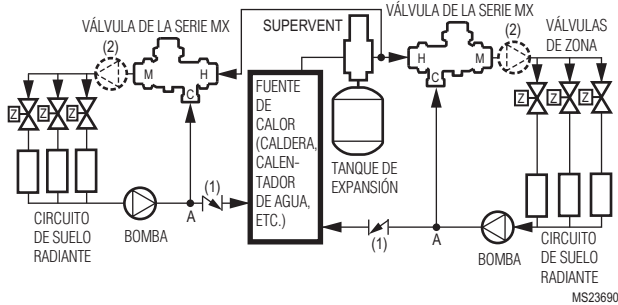 VÁLVULA DE LA SERIE MX
SUPERVENT
VÁLVULA DE LA SERIE MX
VÁLVULAS
DE ZONA
(2)
(2)
M
H
C
H
M
C
Z
Z
Z
Z
Z
Z
FUENTE
DE
CALOR
(CALDERA,
CALEN-
TADOR
DE AGUA,
ETC.)
TANQUE DE
EXPANSIÓN
(1)
A
(1)
A
CIRCUITO
DE SUELO
RADIANTE
BOMBA
BOMBA
CIRCUITO
DE SUELO
RADIANTE
MS23690